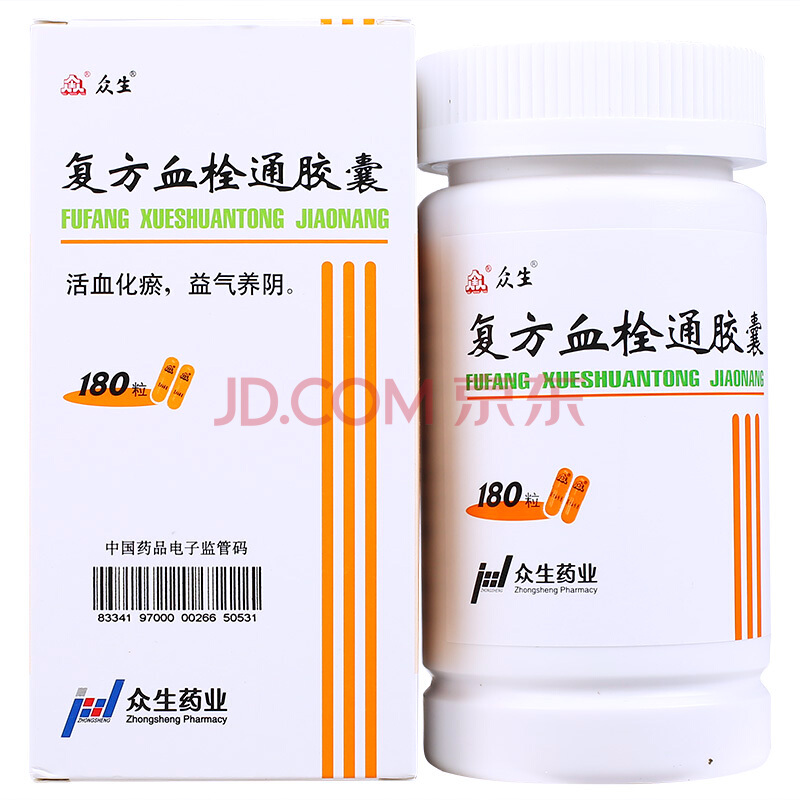 众生®
复方血栓通胶囊
FUFANG XUESHUANTONG JIAONANG
活血化瘀，益气养阴。
180粒
中国药品电子监管码
83341 97000 00266 50531
ZHONGSHENG
众生药业
Zhongsheng Pharmacy
众生®
复方血栓通胶囊
FUFANG XUESHUANTONG JIAONANG
180粒
ZHONGSHENG
众生药业
Zhongsheng Pharmacy
JD.COM 京东